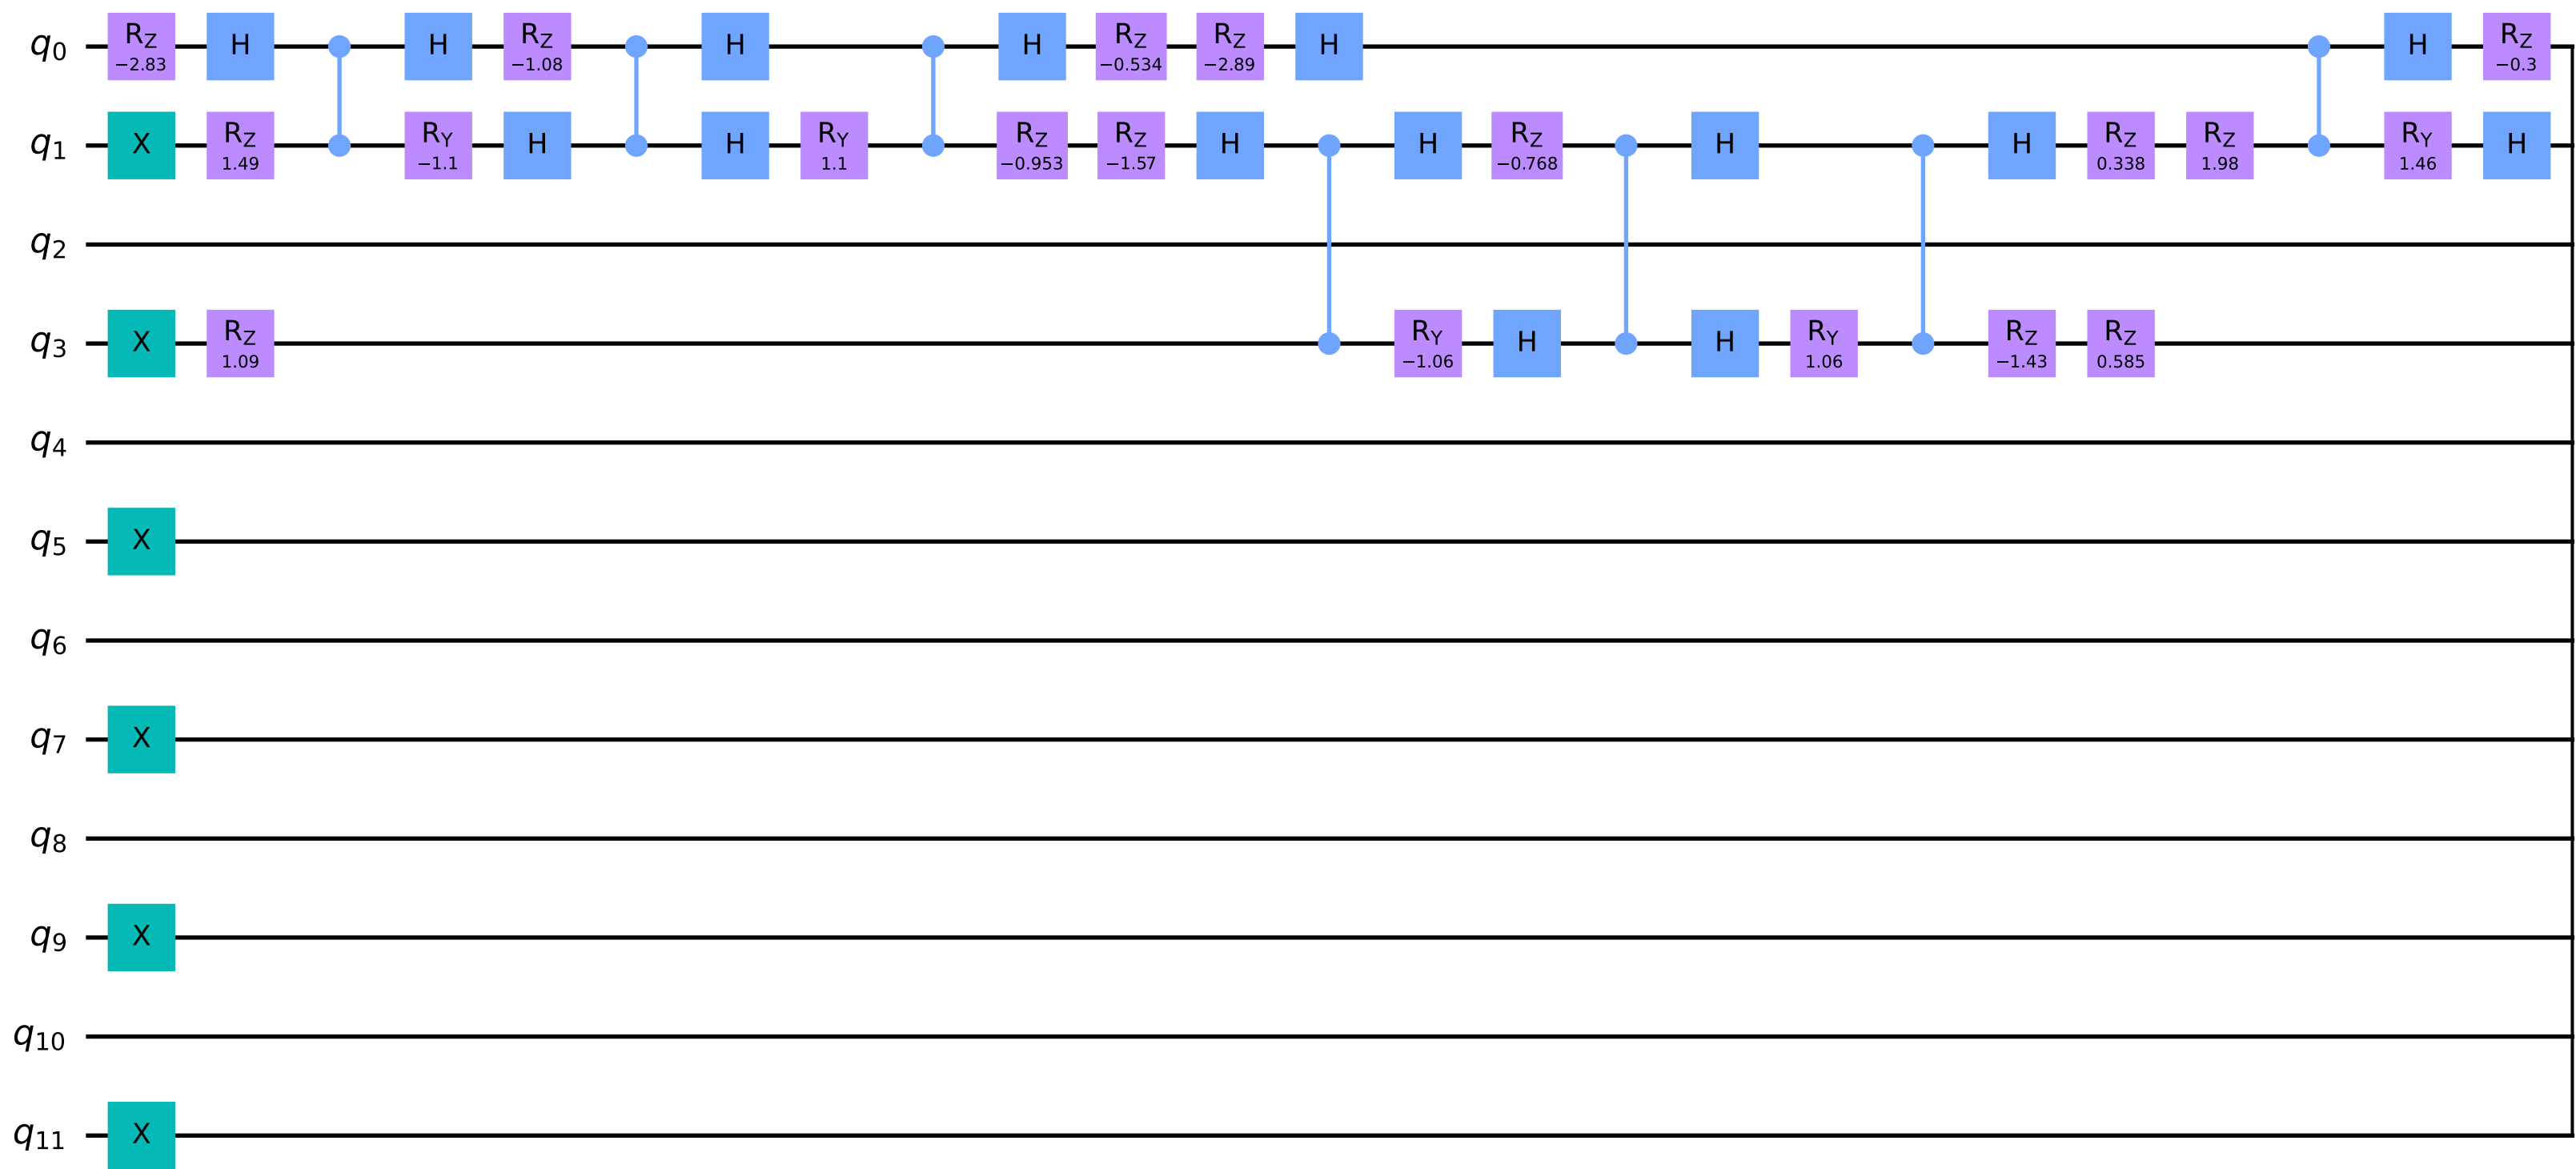 q0 RZ −2.83 H H RZ −1.08 H H RZ −0.534 RZ −2.89 H H RZ −0.3
q1 X RZ 1.49 RY −1.1 H H RY 1.1 RZ −0.953 RZ −1.57 H H RZ −0.768 H H RZ 0.338 RZ 1.98 RY 1.46 H
q2
q3 X RZ 1.09 RY −1.06 H H RY 1.06 RZ −1.43 RZ 0.585
q4
q5 X
q6
q7 X
q8
q9 X
q10
q11 X